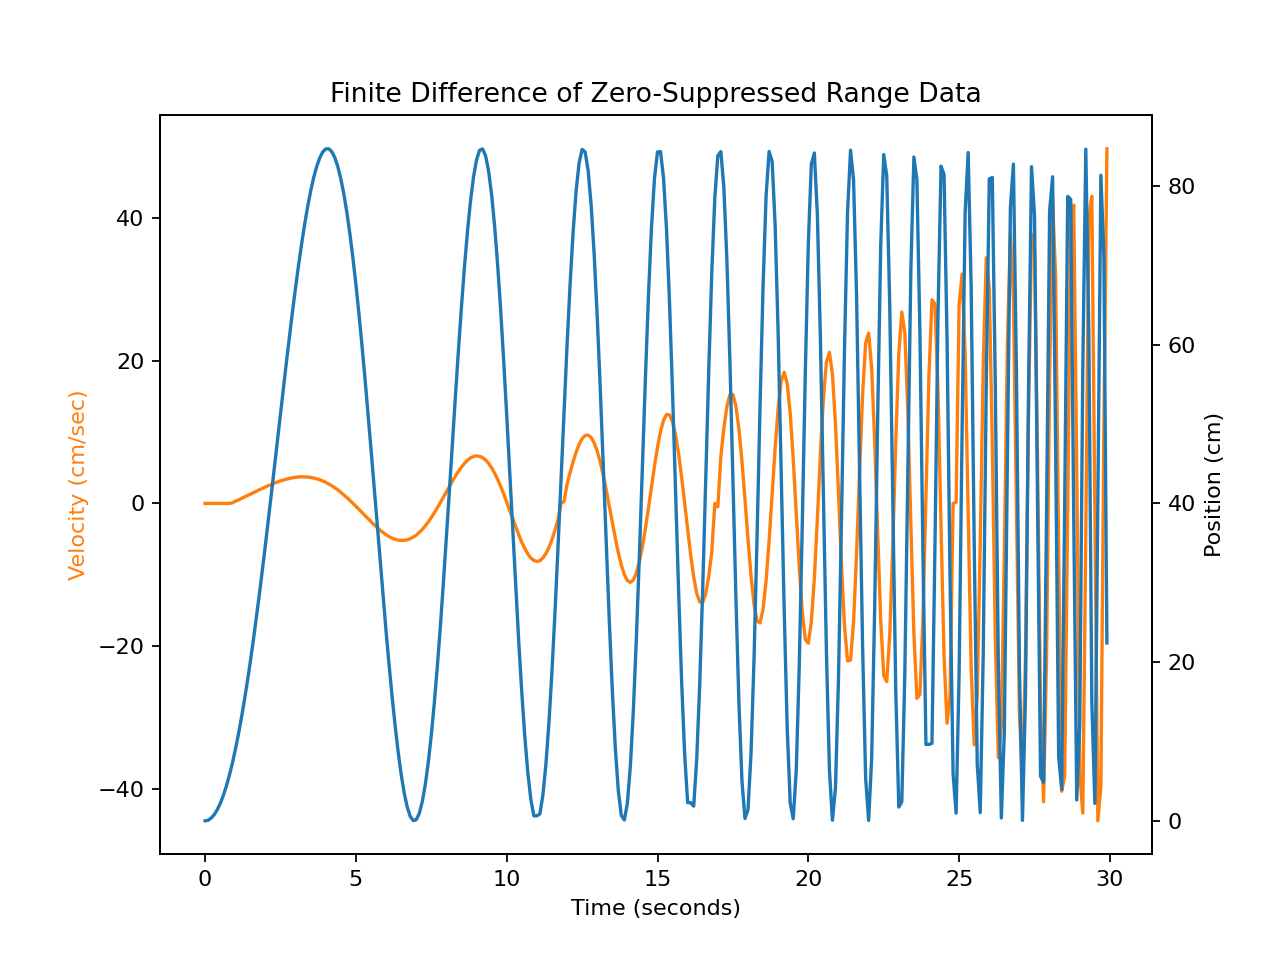 Finite Difference of Zero-Suppressed Range Data
Velocity (cm/sec)
40
20
0
−20
−40
80
60
40
20
0
Position (cm)
0 5 10 15 20 25 30
Time (seconds)